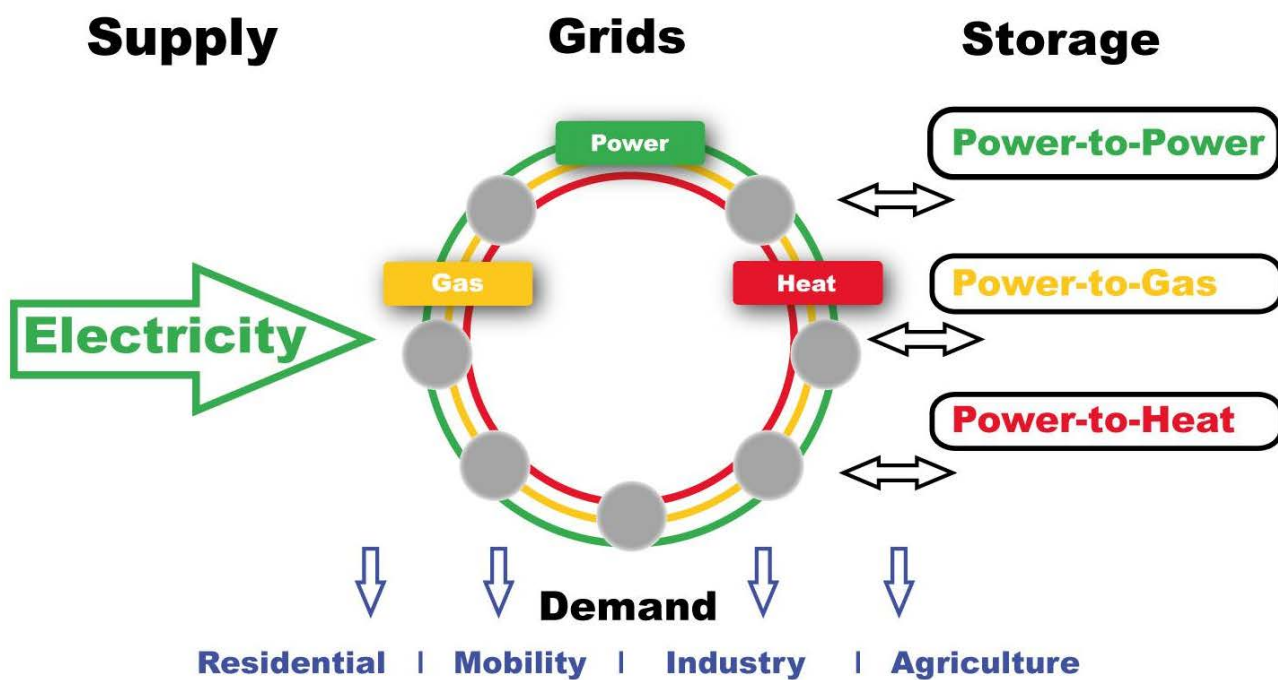 Supply Grids Storage
Power
Power-to-Power
Gas
Heat
Power-to-Gas
Electricity
Power-to-Heat
Demand
Residential | Mobility | Industry | Agriculture